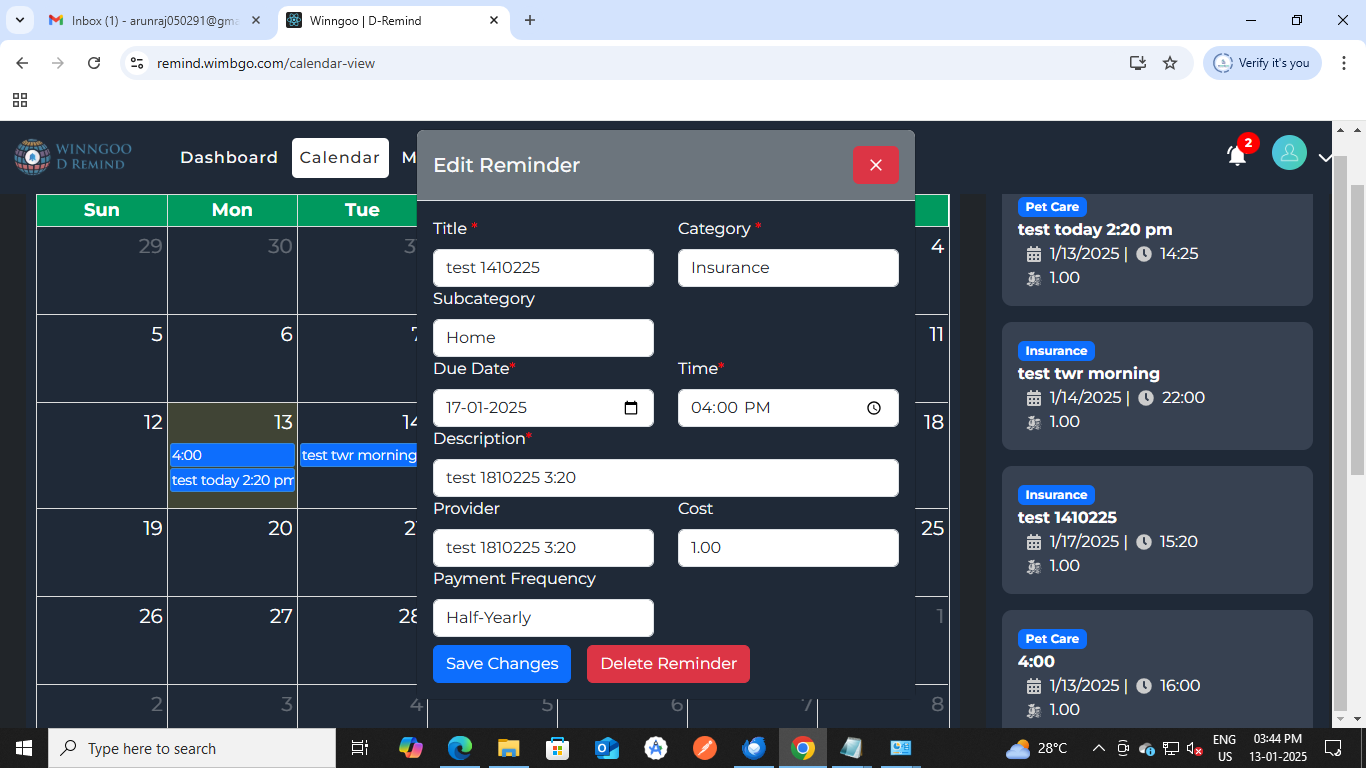 Inbox (1) - arunraj050291@gma
Winngoo | D-Remind
remind.wimbgo.com/calendar-view
Verify it's you
WINNGOO
D REMIND
Dashboard
Calendar
M
2
Edit Reminder
Sun
Mon
Tue
29
30
3
4
5
6
7
11
12
13
14
18
4:00
test twr morning
test today 2:20 pm
19
20
2
25
26
27
28
1
2
3
4
5
6
7
8
Title *
Category *
test 1410225
Insurance
Subcategory
Home
Due Date*
Time*
17-01-2025
04:00 PM
Description*
test 1810225 3:20
Provider
Cost
test 1810225 3:20
1.00
Payment Frequency
Half-Yearly
Save Changes
Delete Reminder
Pet Care
test today 2:20 pm
1/13/2025 | 14:25
1.00
Insurance
test twr morning
1/14/2025 | 22:00
1.00
Insurance
test 1410225
1/17/2025 | 15:20
1.00
Pet Care
4:00
1/13/2025 | 16:00
1.00
Type here to search
28°C
ENG
US
03:44 PM
13-01-2025